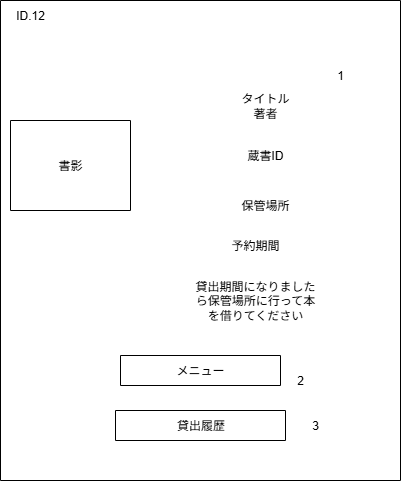 ID.12
1
タイトル
著者
書影
蔵書ID
保管場所
予約期間
貸出期間になりました
ら保管場所に行って本
を借りてください
メニュー
2
貸出履歴
3